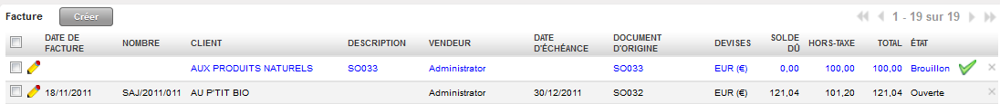 Facture Créer 1 - 19 sur 19
DATE DE FACTURE NOMBRE CLIENT DESCRIPTION VENDEUR DATE D'ÉCHÉANCE DOCUMENT D'ORIGINE DEVISES SOLDE DÛ HORS-TAXE TOTAL ÉTAT
AUX PRODUITS NATURELS SO033 Administrator SO033 EUR (€) 0,00 100,00 100,00 Brouillon
18/11/2011 SAJ/2011/011 AU P'TIT BIO Administrator 30/12/2011 SO032 EUR (€) 121,04 101,20 121,04 Ouverte